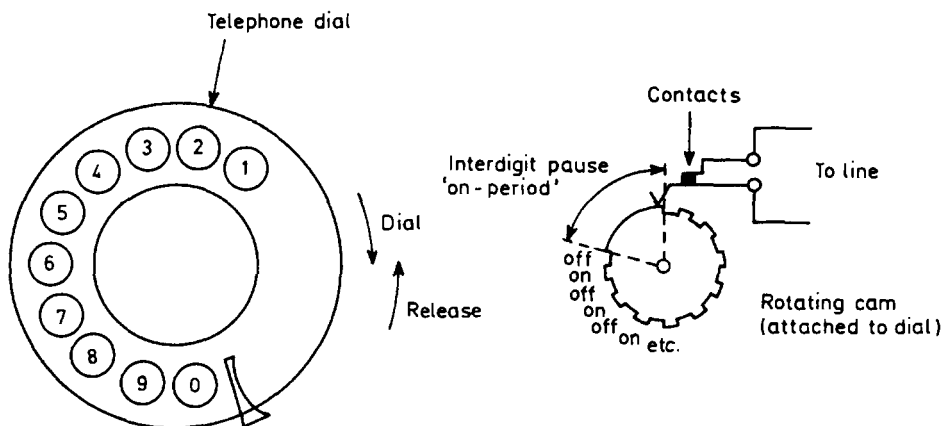 Telephone dial
3
2
4
1
5
6
7
8
9
0
Dial
Release
Contacts
Interdigit pause
'on-period'
To line
off
on
off
on
off
on etc.
Rotating cam
(attached to dial)